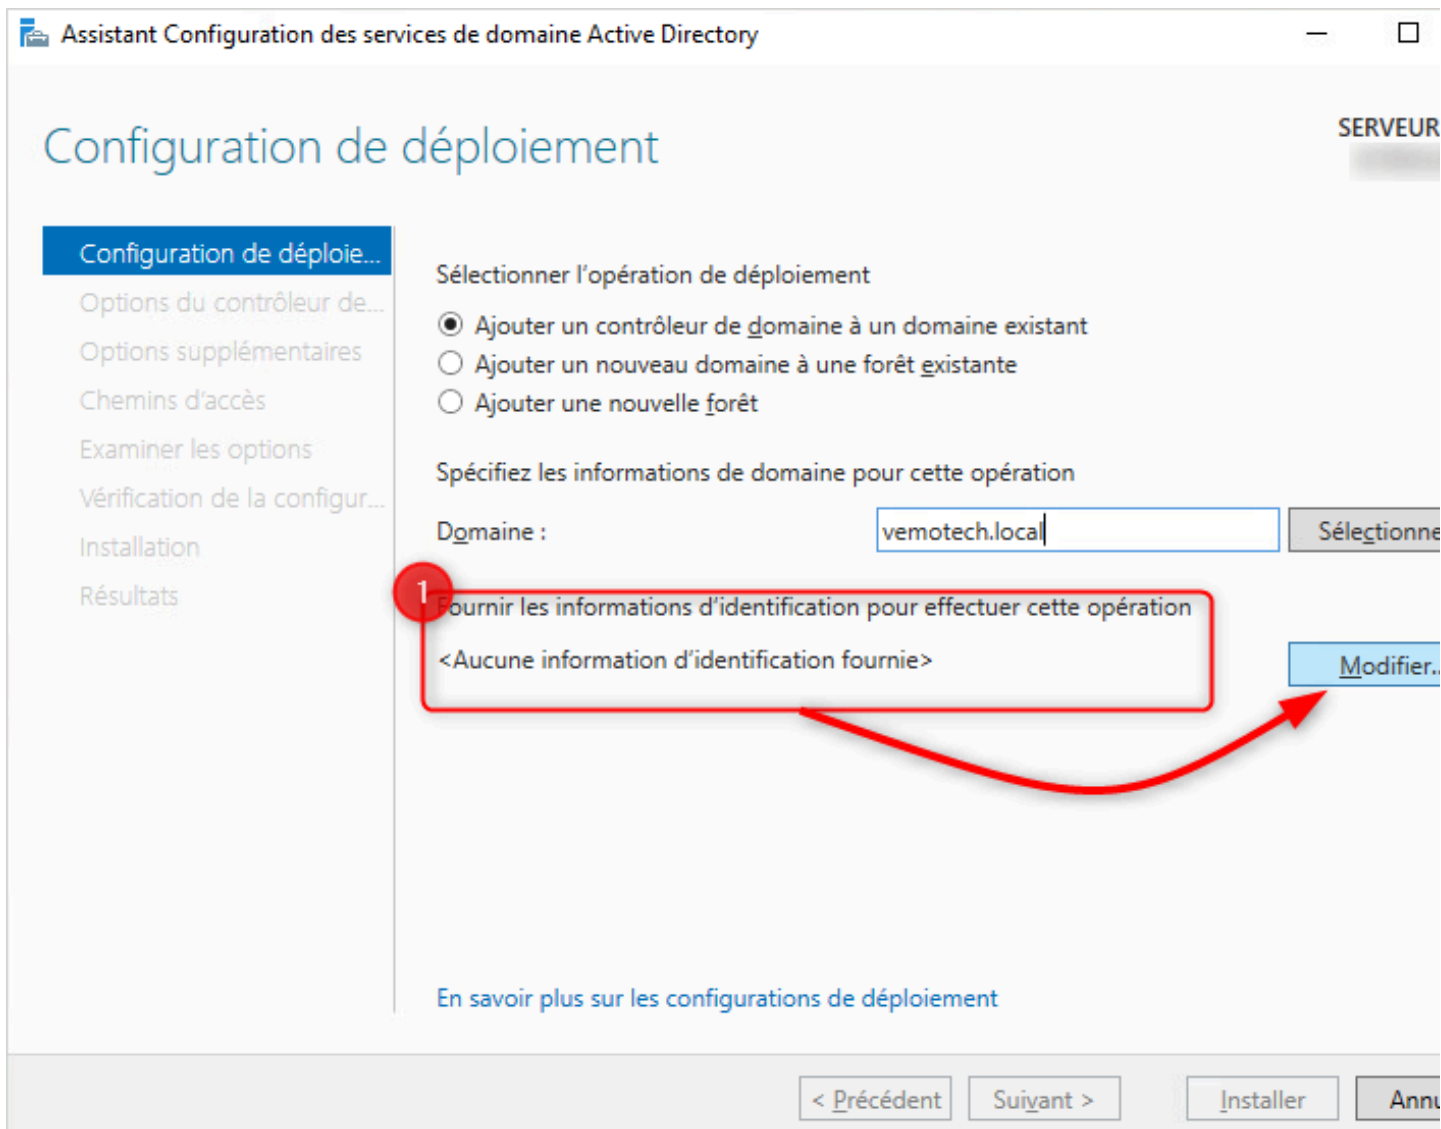 Assistant Configuration des services de domaine Active Directory
Configuration de déploiement
SERVEUR
Configuration de déploie...
Options du contrôleur de...
Options supplémentaires
Chemins d'accès
Examiner les options
Vérification de la configur...
Installation
Résultats
Sélectionner l'opération de déploiement
Ajouter un contrôleur de domaine à un domaine existant
Ajouter un nouveau domaine à une forêt existante
Ajouter une nouvelle forêt
Spécifiez les informations de domaine pour cette opération
Domaine :
vemotech.local
Sélectionne
1
Fournir les informations d'identification pour effectuer cette opération
<Aucune information d'identification fournie>
Modifier..
En savoir plus sur les configurations de déploiement
< Précédent
Suivant >
Installer
Annu